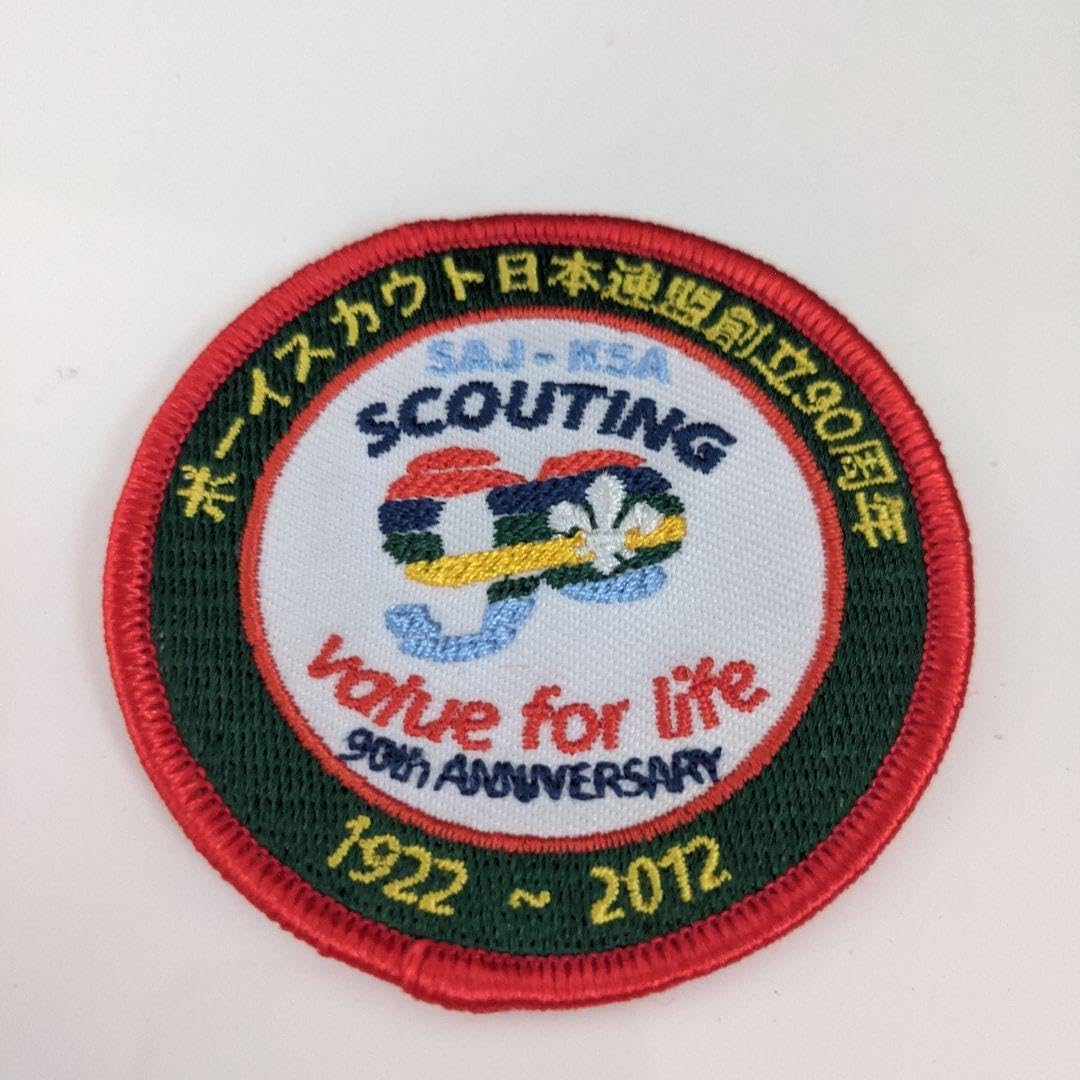 ボーイスカウト日本連盟創立90周年
SAJ - KSA
SCOUTING
90
value for life
90th ANNIVERSARY
1922 ~ 2012